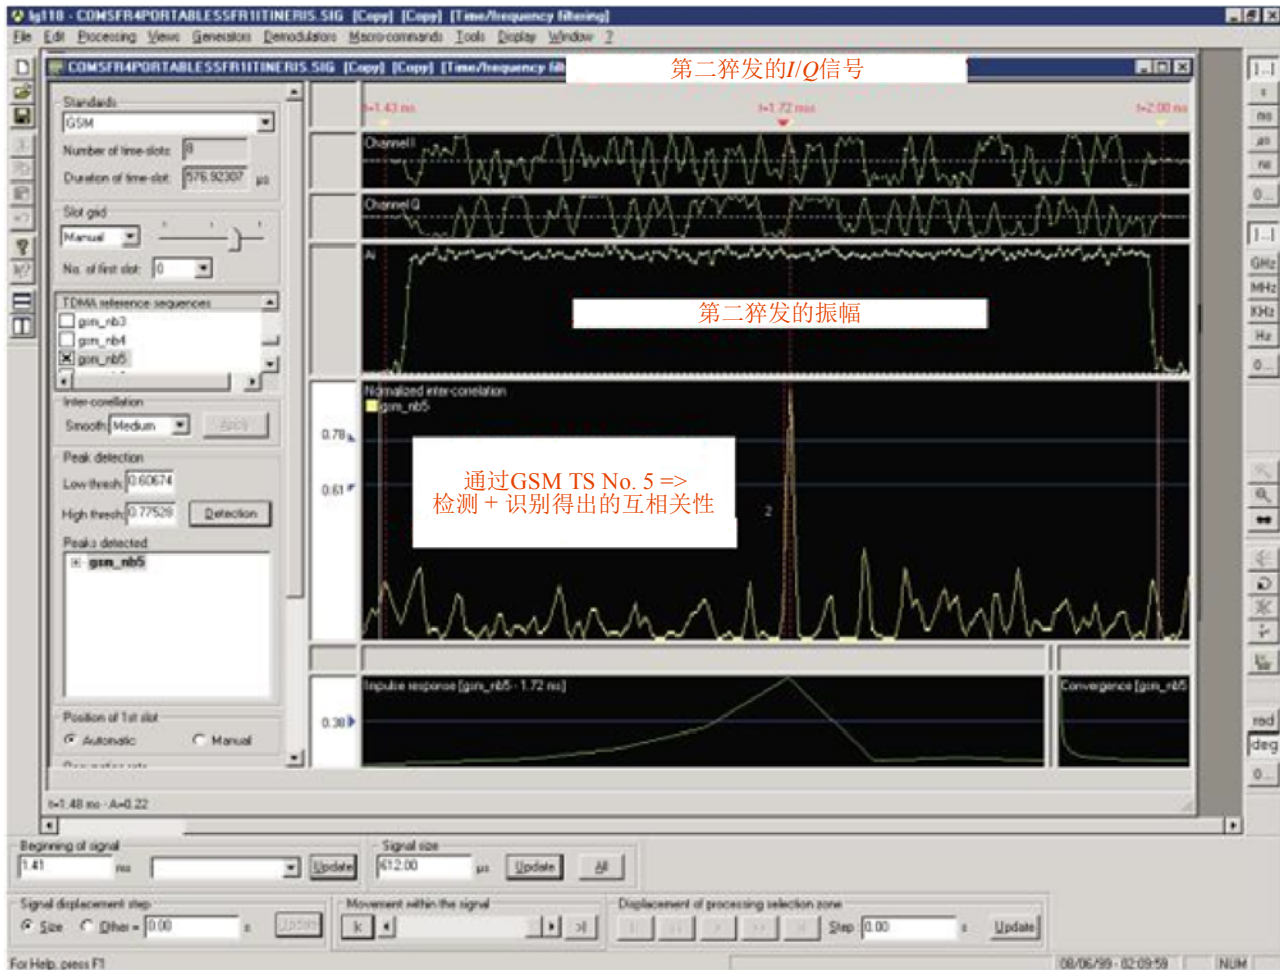 lg118 - COMSFR4PORTABLESSFR1ITINERIS.SIG [Copy] [Copy] [Time/frequency filtering]
File Edit Processing Views Generators Demodulators Macro-commands Tools Display Window ?
COMSFR4PORTABLESSFR1ITINERIS.SIG [Copy] [Copy] [Time/frequency filt
第二猝发的I/Q信号
Standards
GSM
Number of time-slots: 8
Duration of time-slot: 576.92307 µs
Slot grid
Manual
No. of first slot: 0
TDMA reference sequences
gsm_nb3
gsm_nb4
gsm_nb5
Inter-correlation
Smooth: Medium Apply
Peak detection
Low thresh: 0.60674
High thresh: 0.77528 Detection
Peaks detected
gsm_nb5
Position of 1st slot
Automatic Manual
t=1.43 ms t=1.72 ms t=2.00 ms
Channel I
Channel Q
第二猝发的振幅
Normalized inter-correlation
gsm_nb5
0.78
0.61
通过GSM TS No. 5 =>
检测 + 识别得出的互相关性
2
Impulse response [gsm_nb5 - 1.72 ms] Convergence [gsm_nb5
0.38
t=1.48 ms - A=0.22
s
ms
µs
ns
0...
GHz
MHz
KHz
Hz
0...
rad
deg
0...
Beginning of signal
1.41 ms Update
Signal size
612.00 µs Update All
Signal displacement step
Size Other = 0.00 s Update
Movement within the signal
Displacement of processing selection zone
Step: 0.00 s Update
For Help, press F1 08/06/99 - 02:09:59 NUM